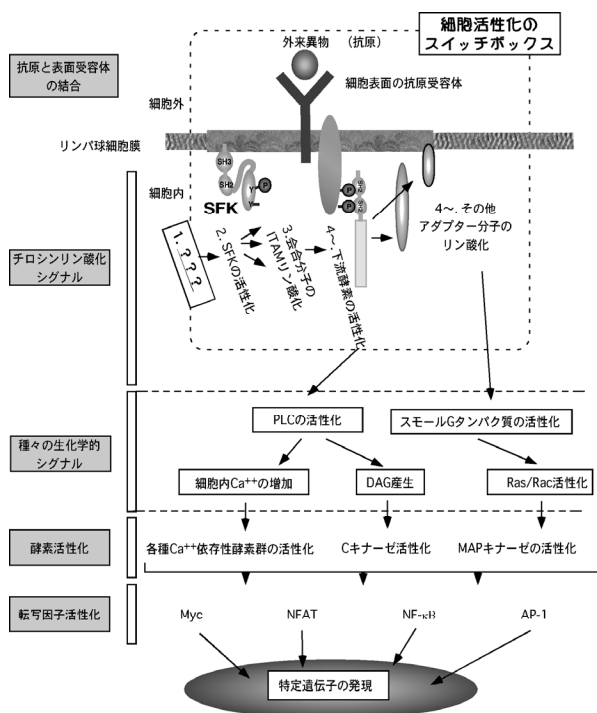 細胞活性化の
スイッチボックス
外来異物 （抗原）
抗原と表面受容体
の結合
細胞表面の抗原受容体
細胞外
リンパ球細胞膜
SH3
SH2
細胞内
P
Y
Y
SFK
P
P
SH2
SH2
チロシンリン酸化
シグナル
1. ? ? ?
2. SFKの活性化
3.会合分子の
ITAMリン酸化
4〜.下流酵素の活性化
4〜. その他
アダプター分子の
リン酸化
種々の生化学的
シグナル
PLCの活性化
スモールGタンパク質の活性化
細胞内Ca⁺⁺の増加
DAG産生
Ras/Rac活性化
酵素活性化
各種Ca⁺⁺依存性酵素群の活性化
Cキナーゼ活性化
MAPキナーゼの活性化
転写因子活性化
Myc
NFAT
NF-κB
AP-1
特定遺伝子の発現